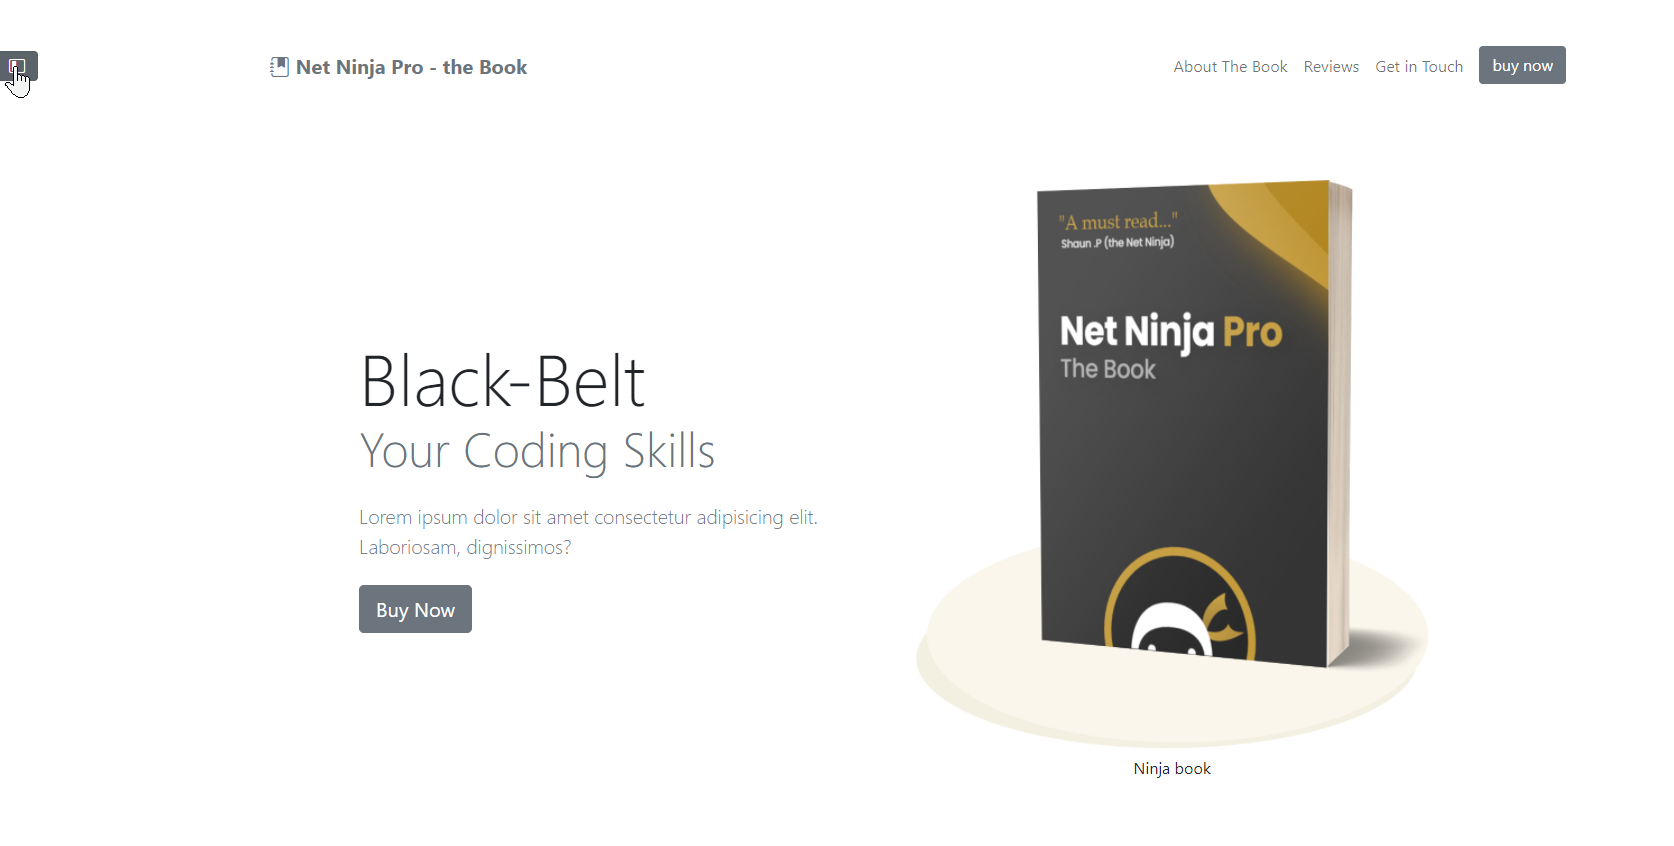 Net Ninja Pro - the Book
About The Book
Reviews
Get in Touch
buy now
"A must read..."
Shaun .P (the Net Ninja)
Net Ninja Pro
The Book
Black-Belt
Your Coding Skills
Lorem ipsum dolor sit amet consectetur adipisicing elit.
Laboriosam, dignissimos?
Buy Now
Ninja book